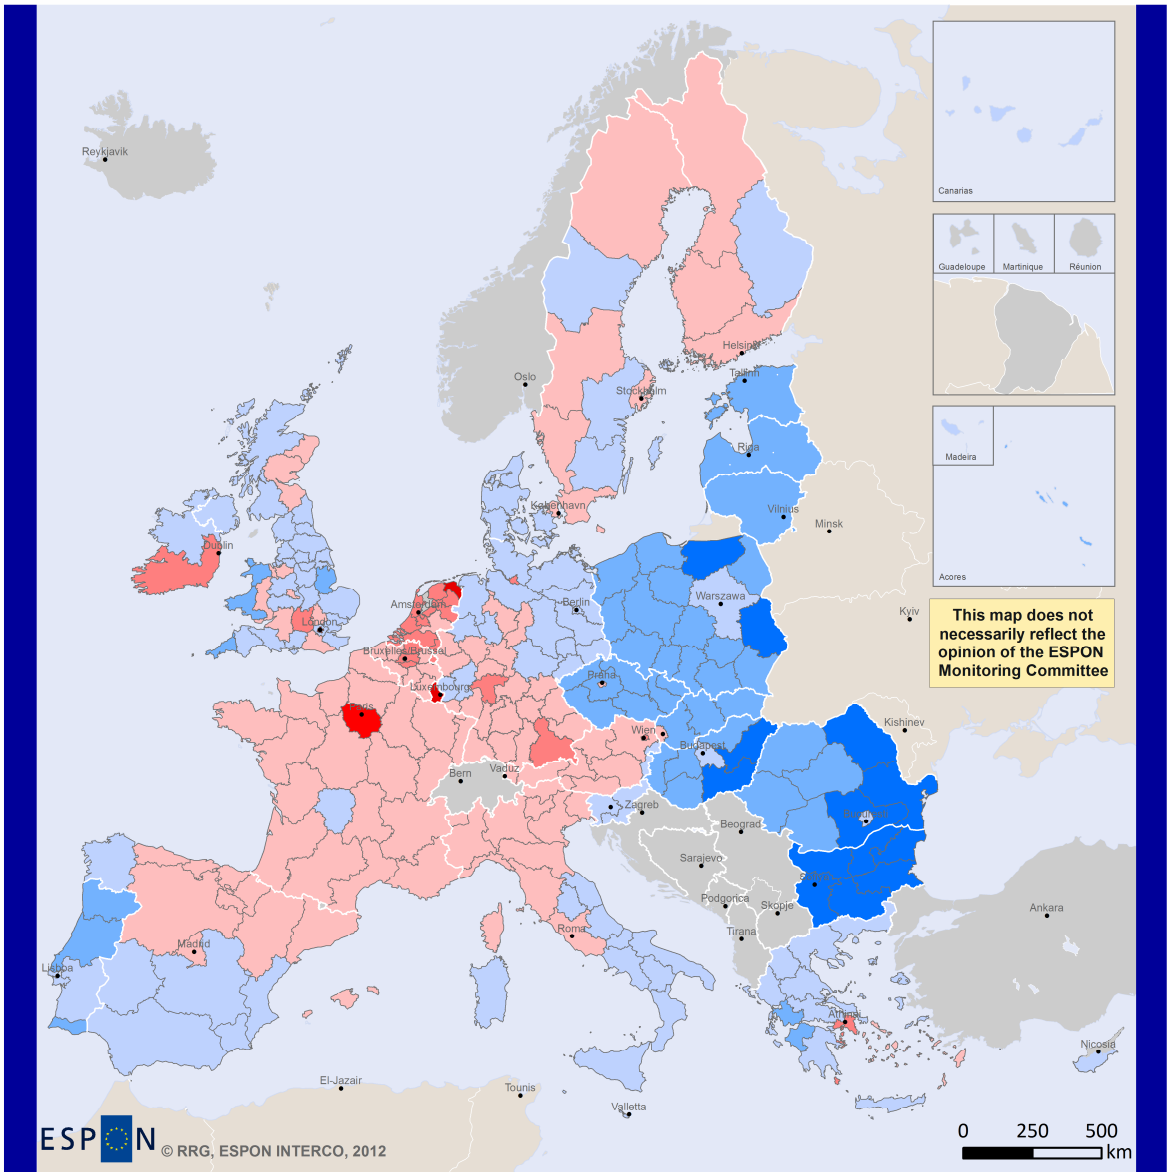 Reykjavik
Canarias
Guadeloupe
Martinique
Réunion
Oslo
Helsinki
Tallinn
Stockholm
Riga
Madeira
København
Vilnius
Minsk
Dublin
Acores
Amsterdam
Berlin
Warszawa
Kyiv
London
This map does not
necessarily reflect the
opinion of the ESPON
Monitoring Committee
Bruxelles/Brussel
Praha
Luxembourg
Paris
Kishinev
Wien
Budapest
Bern
Vaduz
Zagreb
Beograd
Bucuresti
Sarajevo
Podgorica
Skopje
Ankara
Roma
Tirana
Madrid
Lisboa
Athinai
Nicosia
El-Jazair
Tounis
Valletta
ESPON
© RRG, ESPON INTERCO, 2012
0 250 500
km